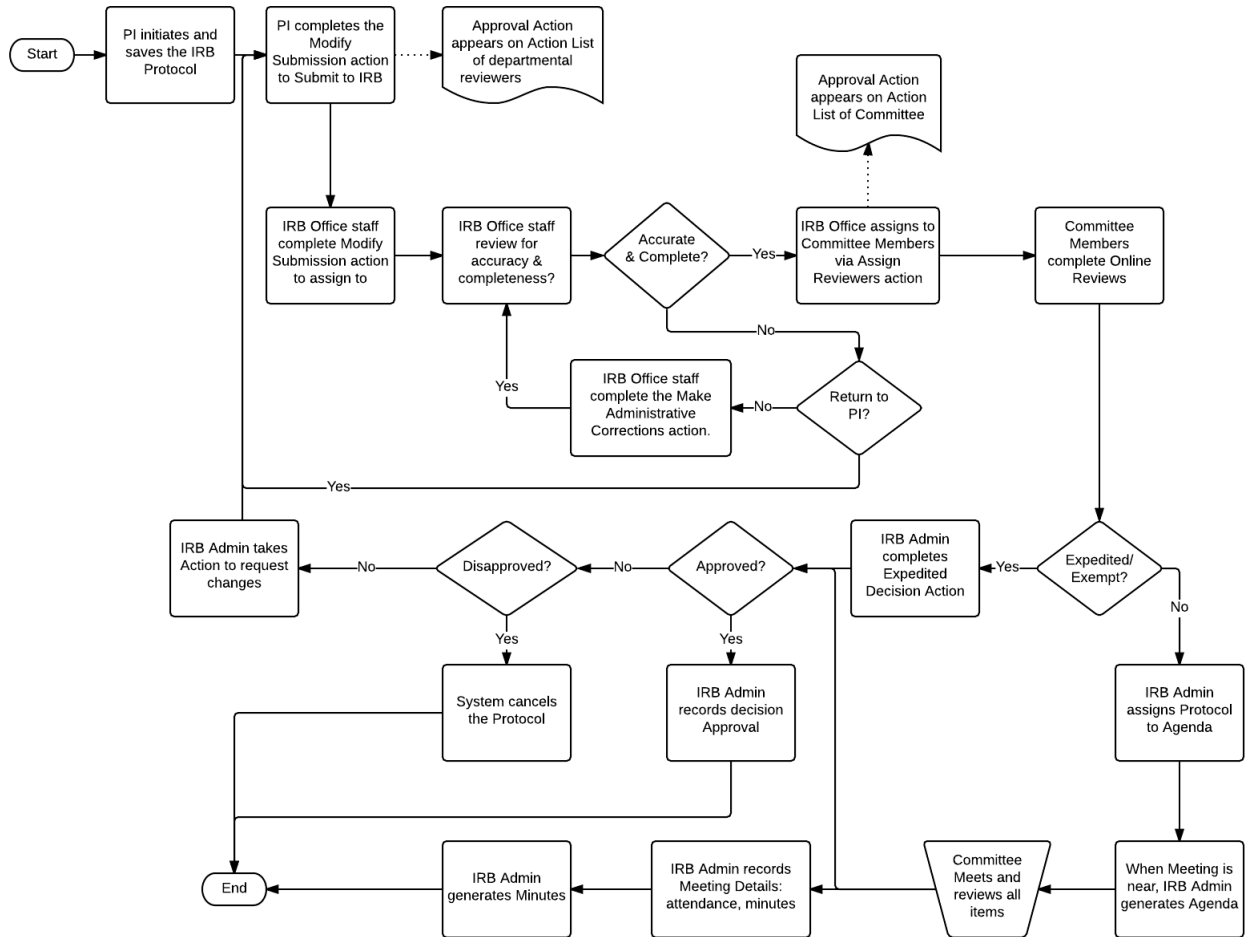 Start
PI initiates and
saves the IRB
Protocol
PI completes the
Modify
Submission action
to Submit to IRB
Approval Action
appears on Action List
of departmental
reviewers
Approval Action
appears on Action
List of Committee
IRB Office staff
complete Modify
Submission action
to assign to
IRB Office staff
review for
accuracy &
completeness?
Accurate
& Complete?
Yes
IRB Office assigns to
Committee Members
via Assign
Reviewers action
Committee
Members
complete Online
Reviews
No
Yes
IRB Office staff
complete the Make
Administrative
Corrections action.
No
Return to
PI?
Yes
IRB Admin takes
Action to request
changes
No
Disapproved?
No
Approved?
IRB Admin
completes
Expedited
Decision Action
Yes
Expedited/
Exempt?
No
Yes
Yes
System cancels
the Protocol
IRB Admin
records decision
Approval
IRB Admin
assigns Protocol
to Agenda
End
IRB Admin
generates Minutes
IRB Admin records
Meeting Details:
attendance, minutes
Committee
Meets and
reviews all
items
When Meeting is
near, IRB Admin
generates Agenda